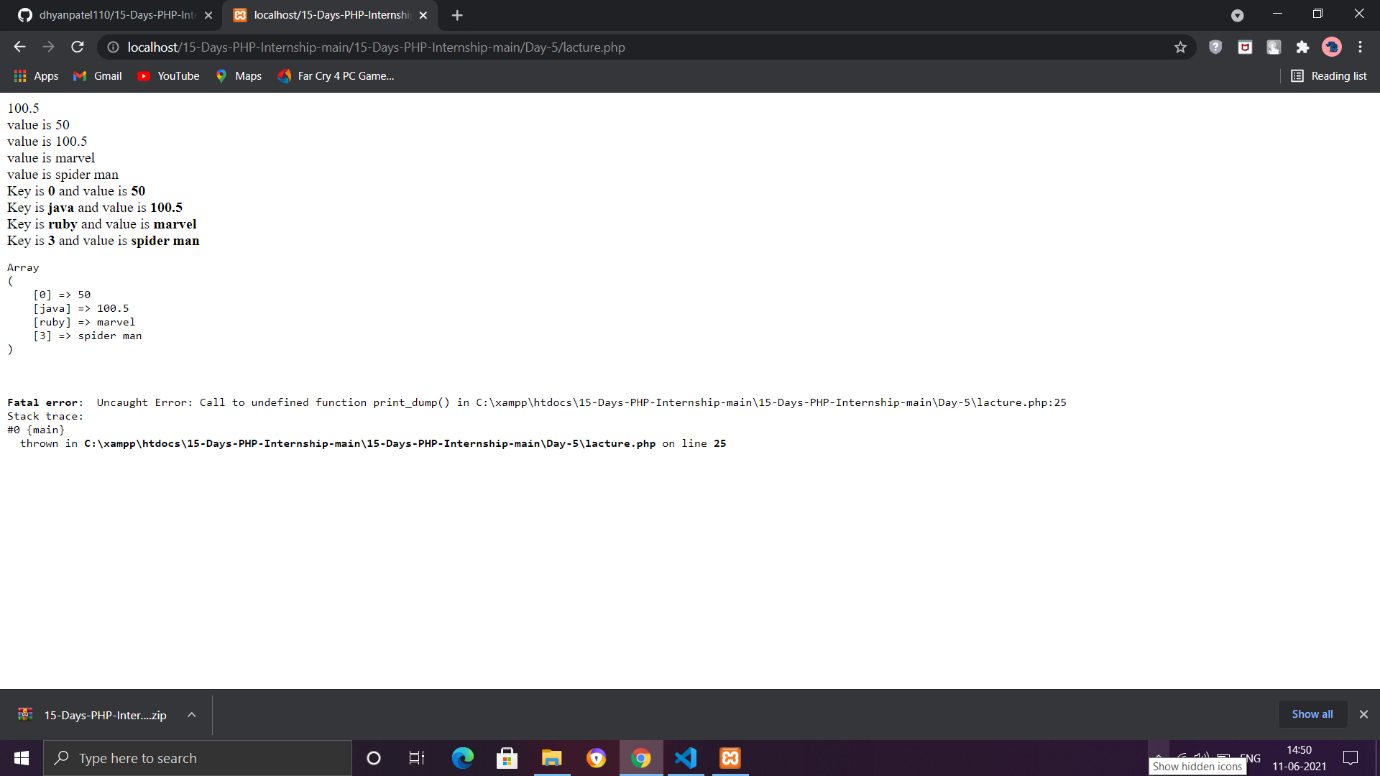 dhyanpatel110/15-Days-PHP-Int
localhost/15-Days-PHP-Internshi
localhost/15-Days-PHP-Internship-main/15-Days-PHP-Internship-main/Day-5/lacture.php
Apps
Gmail
YouTube
Maps
Far Cry 4 PC Game...
Reading list
100.5
value is 50
value is 100.5
value is marvel
value is spider man
Key is 0 and value is 50
Key is java and value is 100.5
Key is ruby and value is marvel
Key is 3 and value is spider man
Array
(
    [0] => 50
    [java] => 100.5
    [ruby] => marvel
    [3] => spider man
)
Fatal error:  Uncaught Error: Call to undefined function print_dump() in C:\xampp\htdocs\15-Days-PHP-Internship-main\15-Days-PHP-Internship-main\Day-5\lacture.php:25
Stack trace:
#0 {main}
  thrown in C:\xampp\htdocs\15-Days-PHP-Internship-main\15-Days-PHP-Internship-main\Day-5\lacture.php on line 25
15-Days-PHP-Inter....zip
Show all
Type here to search
ENG
14:50
11-06-2021
Show hidden icons